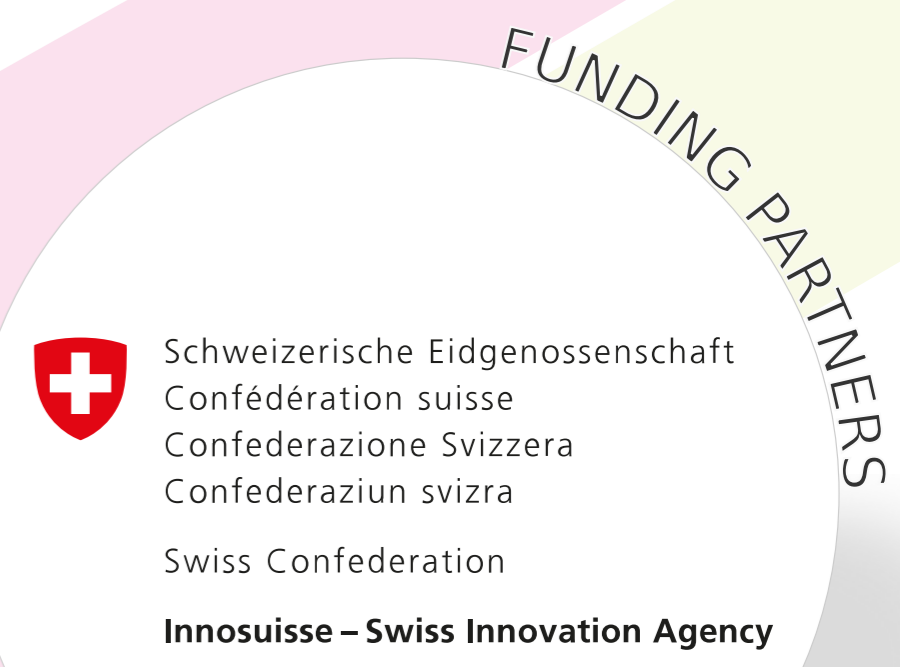 FUNDING PARTNERS
Schweizerische Eidgenossenschaft
Confédération suisse
Confederazione Svizzera
Confederaziun svizra
Swiss Confederation
Innosuisse – Swiss Innovation Agency